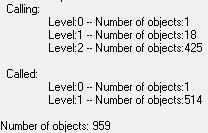 Calling:
Level:0 -- Number of objects:1
Level:1 -- Number of objects:18
Level:2 -- Number of objects:425
Called:
Level:0 -- Number of objects:1
Level:1 -- Number of objects:514
Number of objects: 959